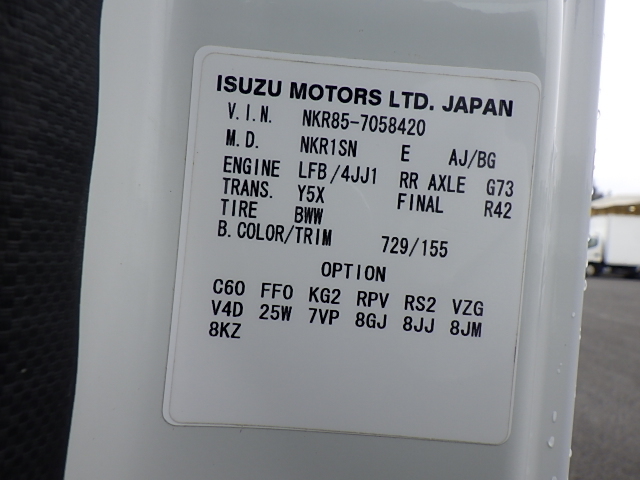 ISUZU MOTORS LTD. JAPAN
V.I.N. NKR85-7058420
M.D. NKR1SN E AJ/BG
ENGINE LFB/4JJ1 RR AXLE G73
TRANS. Y5X FINAL R42
TIRE BWW
B.COLOR/TRIM 729/155
OPTION
C60 FF0 KG2 RPV RS2 VZG
V4D 25W 7VP 8GJ 8JJ 8JM
8KZ